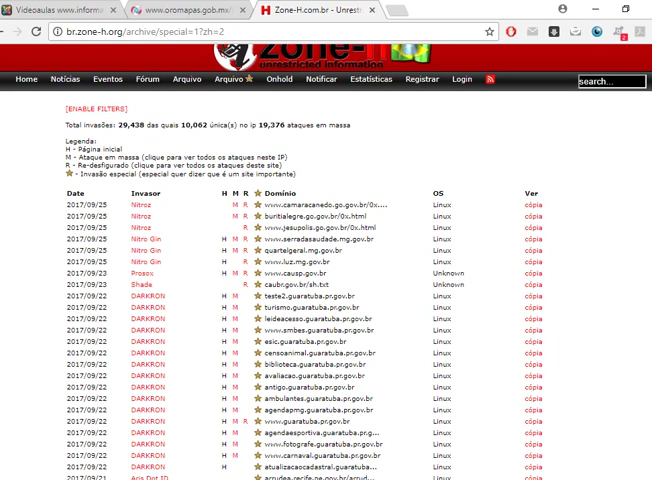 Videoaulas www.informa
www.oromapas.gob.mx/
Zone-H.com.br - Unrestr
br.zone-h.org/archive/special=1?zh=2
zone-h
unrestricted information
Home Notícias Eventos Fórum Arquivo Arquivo Onhold Notificar Estatísticas Registrar Login search...
[ENABLE FILTERS]
Total invasões: 29,438 das quais 10,062 única(s) no ip 19,376 ataques em massa
Legenda:
H - Página inicial
M - Ataque em massa (clique para ver todos os ataques neste IP)
R - Re-desfigurado (clique para ver todos os ataques deste site)
- Invasão especial (especial quer dizer que é um site importante)
Date Invasor H M R Domínio OS Ver
2017/09/25 Nitroz M R www.camaracanedo.go.gov.br/0x.... Linux cópia
2017/09/25 Nitroz M R buritialegre.go.gov.br/0x.html Linux cópia
2017/09/25 Nitroz R www.jesupolis.go.gov.br/0x.html Linux cópia
2017/09/25 Nitro Gin H M R www.serradasaudade.mg.gov.br Linux cópia
2017/09/25 Nitro Gin H M R quartelgeral.mg.gov.br Linux cópia
2017/09/25 Nitro Gin H M R www.luz.mg.gov.br Linux cópia
2017/09/23 Prosox H M R www.causp.gov.br Unknown cópia
2017/09/23 Shade R caubr.gov.br/sh.txt Unknown cópia
2017/09/22 DARKRON H M teste2.guaratuba.pr.gov.br Linux cópia
2017/09/22 DARKRON H M turismo.guaratuba.pr.gov.br Linux cópia
2017/09/22 DARKRON H M leideacesso.guaratuba.pr.gov.br Linux cópia
2017/09/22 DARKRON H M www.smbes.guaratuba.pr.gov.br Linux cópia
2017/09/22 DARKRON H M esic.guaratuba.pr.gov.br Linux cópia
2017/09/22 DARKRON H M censoanimal.guaratuba.pr.gov.br Linux cópia
2017/09/22 DARKRON H M biblioteca.guaratuba.pr.gov.br Linux cópia
2017/09/22 DARKRON H M avaliacao.guaratuba.pr.gov.br Linux cópia
2017/09/22 DARKRON H M antigo.guaratuba.pr.gov.br Linux cópia
2017/09/22 DARKRON H M ambulantes.guaratuba.pr.gov.br Linux cópia
2017/09/22 DARKRON H M agendapmg.guaratuba.pr.gov.br Linux cópia
2017/09/22 DARKRON H M R www.guaratuba.pr.gov.br Linux cópia
2017/09/22 DARKRON H M agendaesportiva.guaratuba.pr.g... Linux cópia
2017/09/22 DARKRON H M www.fotografe.guaratuba.pr.gov.br Linux cópia
2017/09/22 DARKRON H M www.carnaval.guaratuba.pr.gov.br Linux cópia
2017/09/22 DARKRON H atualizacaocadastral.guaratuba... Linux cópia
2017/09/21 Aris Dot ID arrudea.recife.pe.gov.br/arrud... Linux cópia